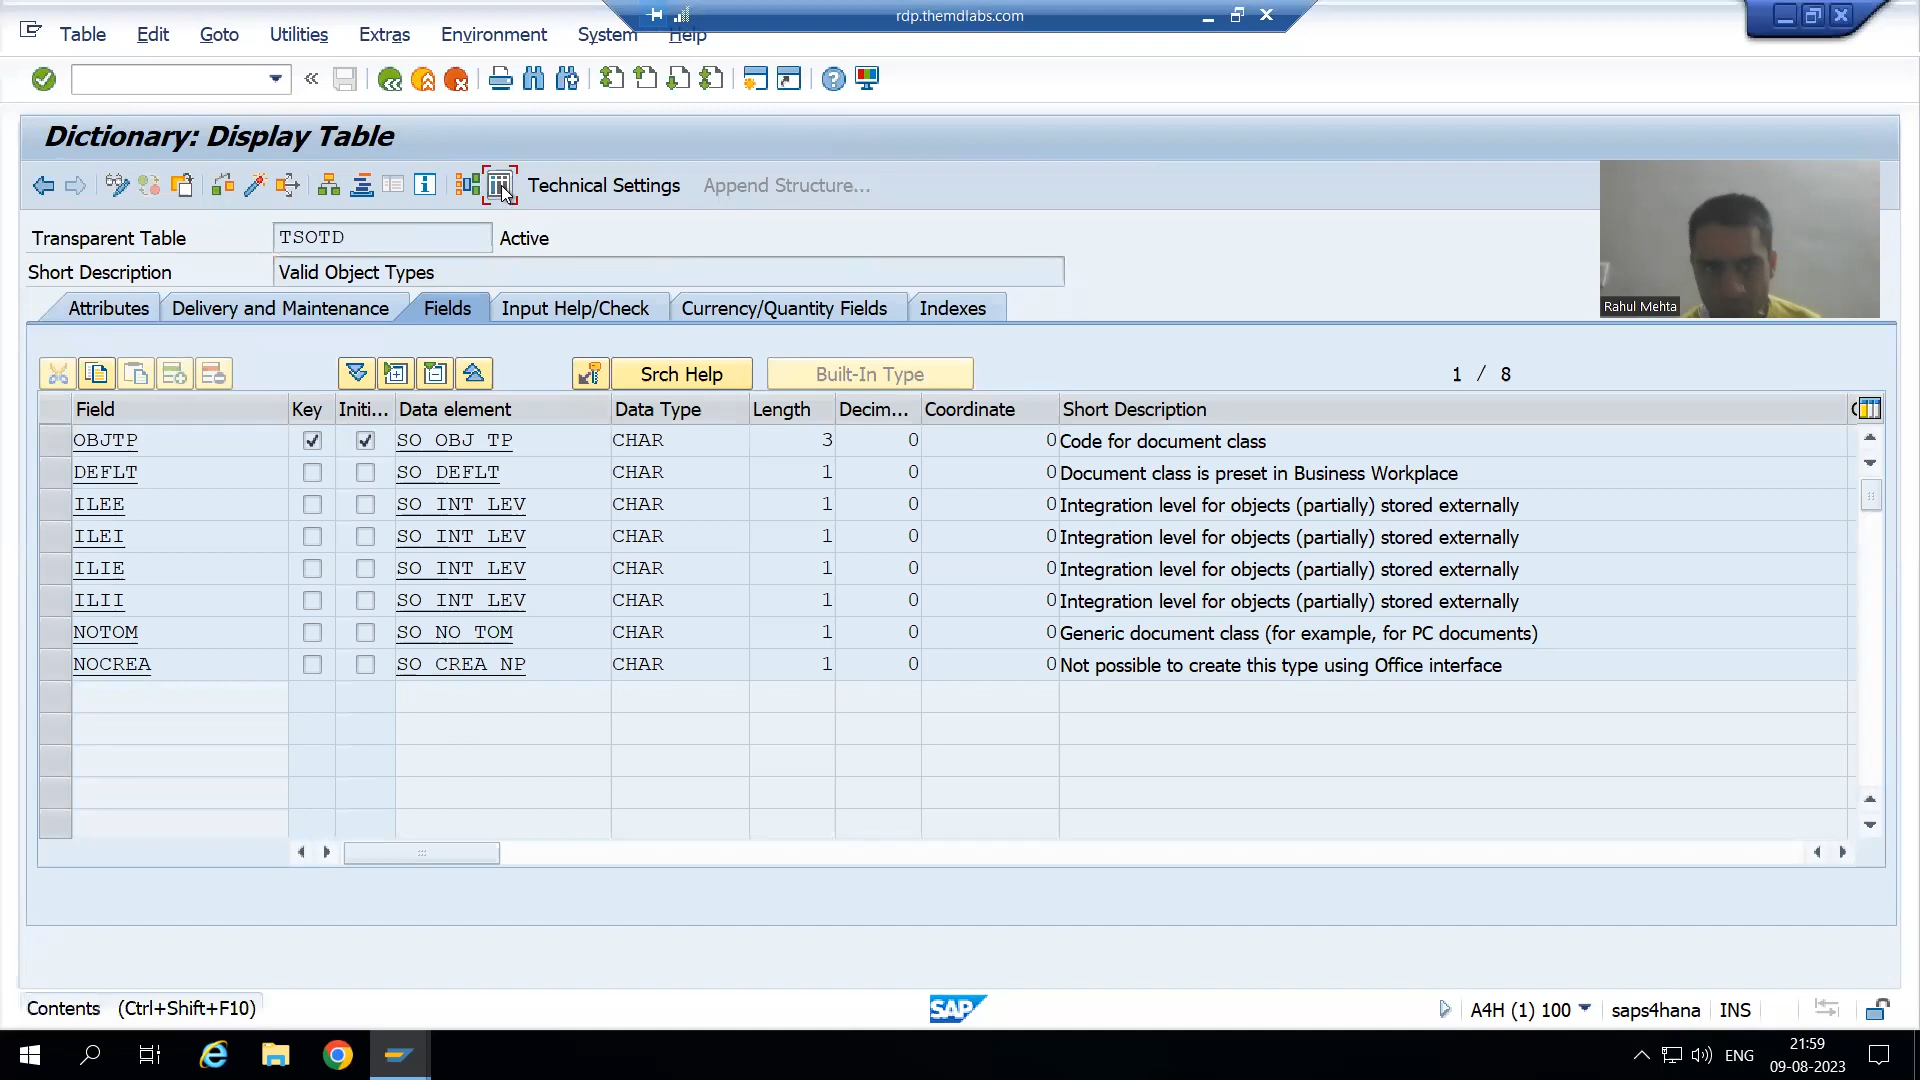 rdp.themdlabs.com
Table Edit Goto Utilities Extras Environment System Help
Dictionary: Display Table
Technical Settings Append Structure...
Transparent Table TSOTD Active
Short Description Valid Object Types
Rahul Mehta
Attributes Delivery and Maintenance Fields Input Help/Check Currency/Quantity Fields Indexes
Srch Help Built-In Type 1 / 8
Field Key Initi... Data element Data Type Length Decim... Coordinate Short Description
OBJTP SO_OBJ_TP CHAR 3 0 0 Code for document class
DEFLT SO_DEFLT CHAR 1 0 0 Document class is preset in Business Workplace
ILEE SO_INT_LEV CHAR 1 0 0 Integration level for objects (partially) stored externally
ILEI SO_INT_LEV CHAR 1 0 0 Integration level for objects (partially) stored externally
ILIE SO_INT_LEV CHAR 1 0 0 Integration level for objects (partially) stored externally
ILII SO_INT_LEV CHAR 1 0 0 Integration level for objects (partially) stored externally
NOTOM SO_NO_TOM CHAR 1 0 0 Generic document class (for example, for PC documents)
NOCREA SO_CREA_NP CHAR 1 0 0 Not possible to create this type using Office interface
Contents (Ctrl+Shift+F10) SAP A4H (1) 100 saps4hana INS
ENG 21:59
09-08-2023